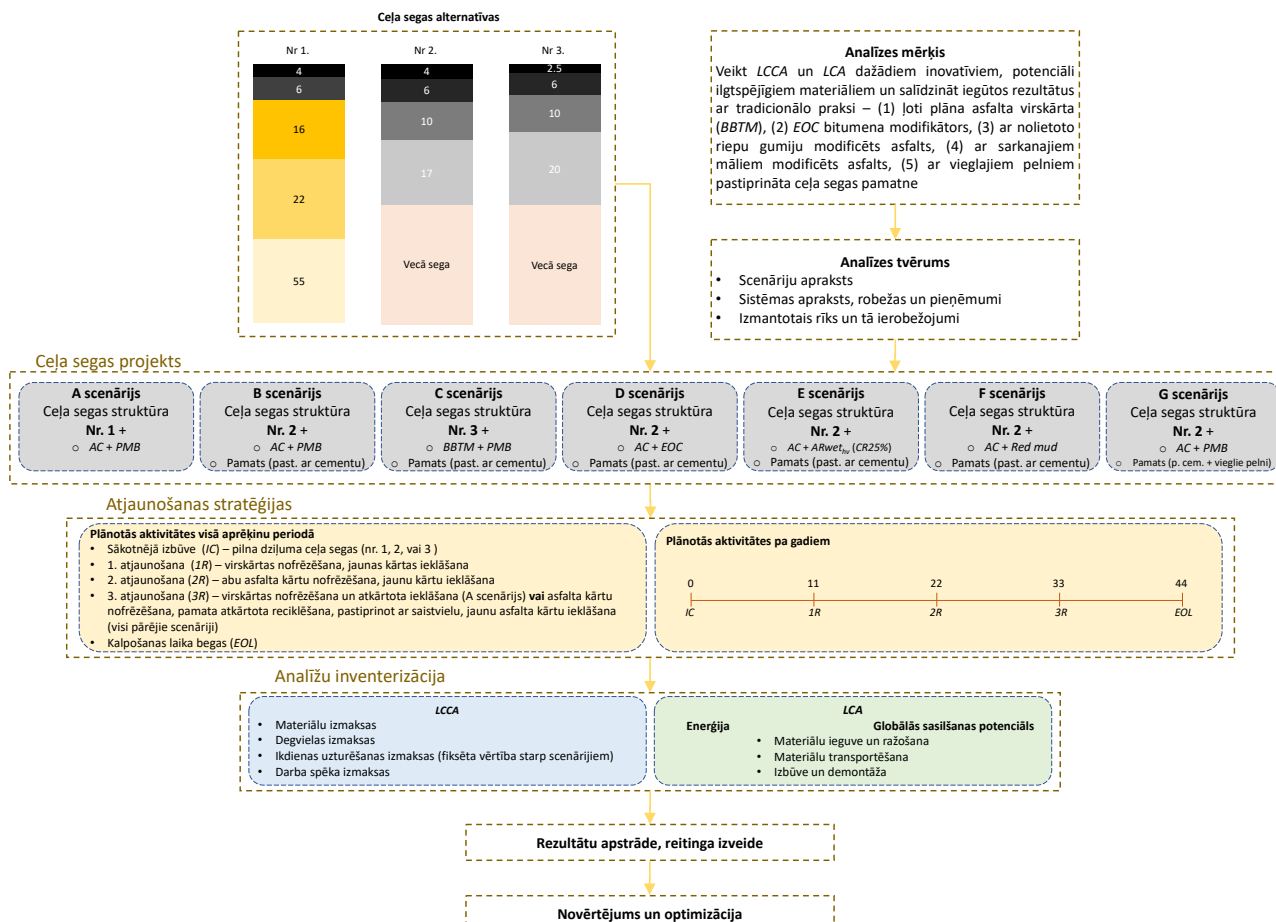 Ceļa segas alternatīvas
Nr 1.
Nr 2.
Nr 3.
4
6
16
22
55
4
6
10
17
Vecā sega
2.5
6
10
20
Vecā sega
Analīzes mērķis
Veikt LCCA un LCA dažādiem inovatīviem, potenciāli
ilgtspējīgiem materiāliem un salīdzināt iegūtos rezultātus
ar tradicionālo praksi – (1) ļoti plāna asfalta virskārta
(BBTM), (2) EOC bitumena modifikātors, (3) ar nolietoto
riepu gumiju modificēts asfalts, (4) ar sarkanajiem
māliem modificēts asfalts, (5) ar vieglajiem pelniem
pastiprināta ceļa segas pamatne
Analīzes tvērums
• Scenāriju apraksts
• Sistēmas apraksts, robežas un pieņēmumi
• Izmantotais rīks un tā ierobežojumi
Ceļa segas projekts
A scenārijs
Ceļa segas struktūra
Nr. 1 +
○ AC + PMB
B scenārijs
Ceļa segas struktūra
Nr. 2 +
○ AC + PMB
○ Pamats (past. ar cementu)
C scenārijs
Ceļa segas struktūra
Nr. 3 +
○ BBTM + PMB
○ Pamats (past. ar cementu)
D scenārijs
Ceļa segas struktūra
Nr. 2 +
○ AC + EOC
○ Pamats (past. ar cementu)
E scenārijs
Ceļa segas struktūra
Nr. 2 +
○ AC + ARwethv (CR25%)
○ Pamats (past. ar cementu)
F scenārijs
Ceļa segas struktūra
Nr. 2 +
○ AC + Red mud
○ Pamats (past. ar cementu)
G scenārijs
Ceļa segas struktūra
Nr. 2 +
○ AC + PMB
○ Pamats (p. cem. + vieglie pelni)
Atjaunošanas stratēģijas
Plānotās aktivitātes visā aprēķinu periodā
• Sākotnējā izbūve (IC) – pilna dziļuma ceļa segas (nr. 1, 2, vai 3 )
• 1. atjaunošana (1R) – virskārtas nofrēzēšana, jaunas kārtas ieklāšana
• 2. atjaunošana (2R) – abu asfalta kārtu nofrēzēšana, jaunu kārtu ieklāšana
• 3. atjaunošana (3R) – virskārtas nofrēzēšana un atkārtota ieklāšana (A scenārijs) vai asfalta kārtu
nofrēzēšana, pamata atkārtota reciklēšana, pastiprinot ar saistvielu, jaunu asfalta kārtu ieklāšana
(visi pārējie scenāriji)
• Kalpošanas laika begas (EOL)
Plānotās aktivitātes pa gadiem
0 11 22 33 44
IC 1R 2R 3R EOL
Analīžu inventerizācija
LCCA
• Materiālu izmaksas
• Degvielas izmaksas
• Ikdienas uzturēšanas izmaksas (fiksēta vērtība starp scenārijiem)
• Darba spēka izmaksas
LCA
Enerģija Globālās sasilšanas potenciāls
• Materiālu ieguve un ražošana
• Materiālu transportēšana
• Izbūve un demontāža
Rezultātu apstrāde, reitinga izveide
Novērtējums un optimizācija